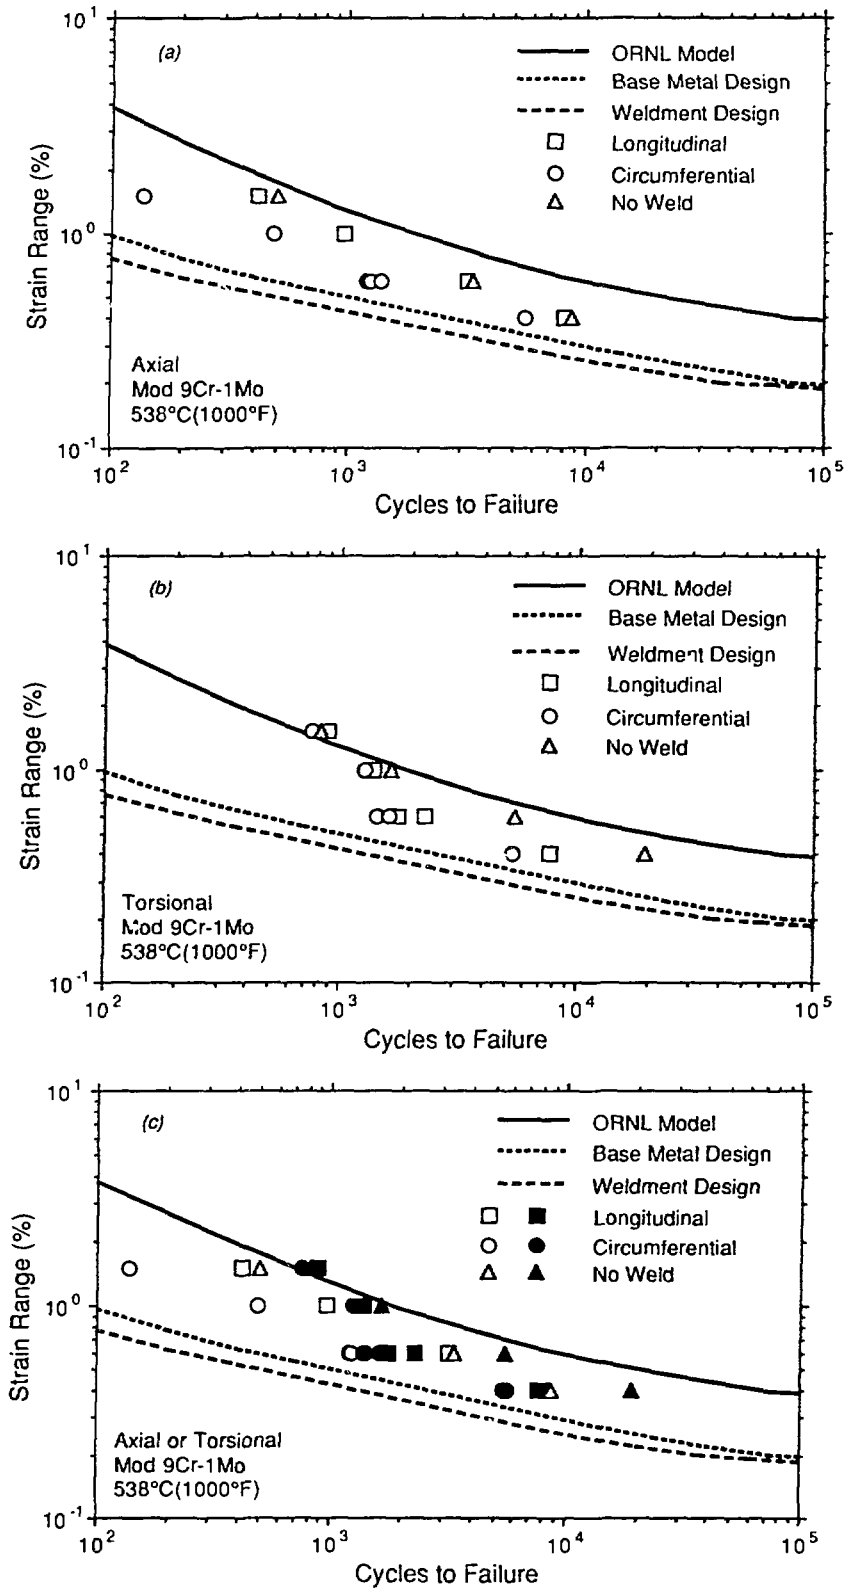 10^1
(a)
ORNL Model
Base Metal Design
Weldment Design
Longitudinal
Circumferential
No Weld
Strain Range (%)
10^0
Axial
Mod 9Cr-1Mo
538°C(1000°F)
10^-1
10^2
10^3
10^4
10^5
Cycles to Failure
10^1
(b)
ORNL Model
Base Metal Design
Weldment Design
Longitudinal
Circumferential
No Weld
Strain Range (%)
10^0
Torsional
Mod 9Cr-1Mo
538°C(1000°F)
10^-1
10^2
10^3
10^4
10^5
Cycles to Failure
10^1
(c)
ORNL Model
Base Metal Design
Weldment Design
Longitudinal
Circumferential
No Weld
Strain Range (%)
10^0
Axial or Torsional
Mod 9Cr-1Mo
538°C(1000°F)
10^-1
10^2
10^3
10^4
10^5
Cycles to Failure